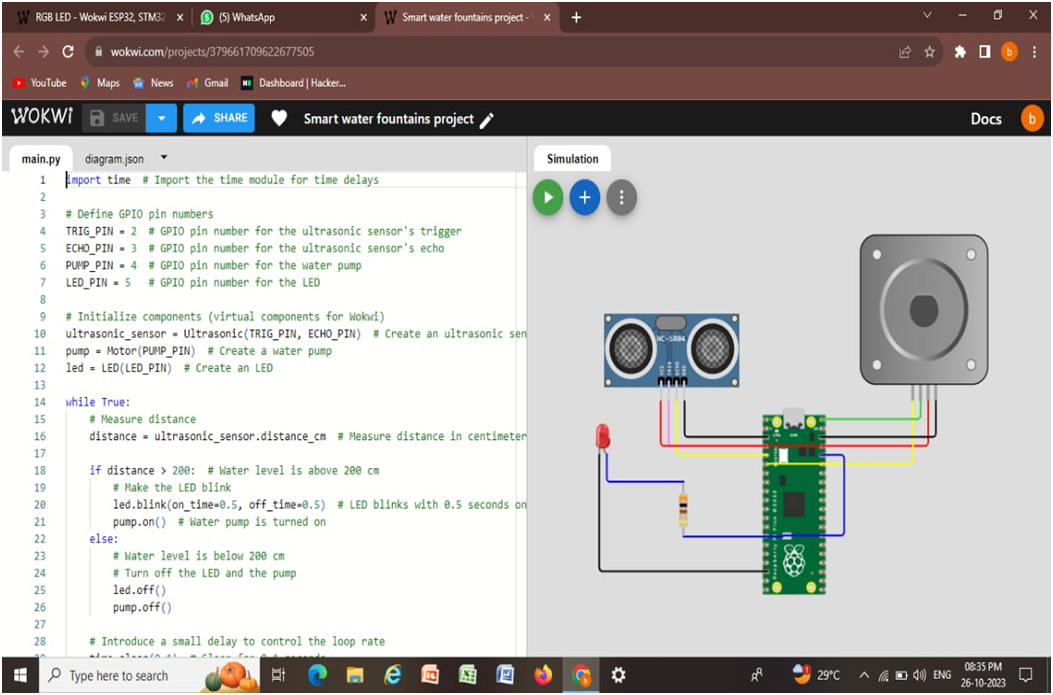 RGB LED - Wokwi ESP32, STM32
(5) WhatsApp
Smart water fountains project -
wokwi.com/projects/379661709622677505
b
YouTube
Maps
News
Gmail
Dashboard | Hacker...
WOKWI
SAVE
SHARE
Smart water fountains project
Docs
b
main.py
diagram.json
Simulation
1 import time # Import the time module for time delays
2
3 # Define GPIO pin numbers
4 TRIG_PIN = 2 # GPIO pin number for the ultrasonic sensor's trigger
5 ECHO_PIN = 3 # GPIO pin number for the ultrasonic sensor's echo
6 PUMP_PIN = 4 # GPIO pin number for the water pump
7 LED_PIN = 5 # GPIO pin number for the LED
8
9 # Initialize components (virtual components for Wokwi)
10 ultrasonic_sensor = Ultrasonic(TRIG_PIN, ECHO_PIN) # Create an ultrasonic sen
11 pump = Motor(PUMP_PIN) # Create a water pump
12 led = LED(LED_PIN) # Create an LED
13
14 while True:
15 # Measure distance
16 distance = ultrasonic_sensor.distance_cm # Measure distance in centimeter
17
18 if distance > 200: # Water level is above 200 cm
19 # Make the LED blink
20 led.blink(on_time=0.5, off_time=0.5) # LED blinks with 0.5 seconds on
21 pump.on() # Water pump is turned on
22 else:
23 # Water level is below 200 cm
24 # Turn off the LED and the pump
25 led.off()
26 pump.off()
27
28 # Introduce a small delay to control the loop rate
HC-SR04
VCC
TRIG
ECHO
GND
Raspberry Pi Pico
Type here to search
29°C
ENG
08:35 PM
26-10-2023